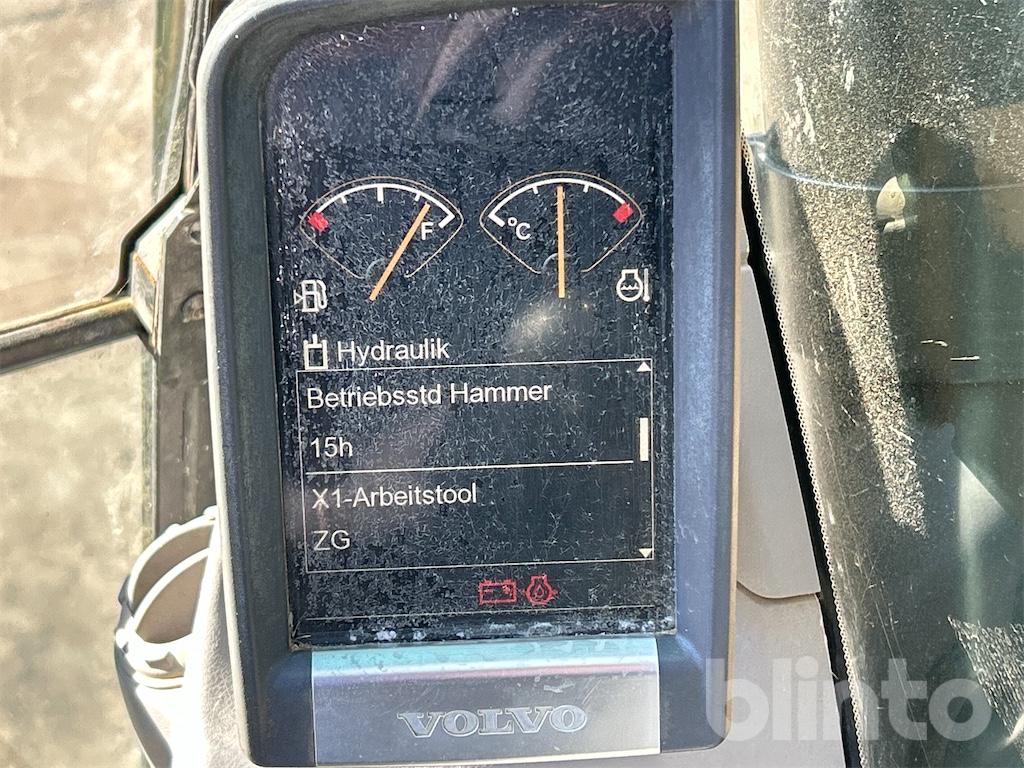 F
°C
Hydraulik
Betriebsstd Hammer
15h
X1-Arbeitstool
ZG
VOLVO
blinto